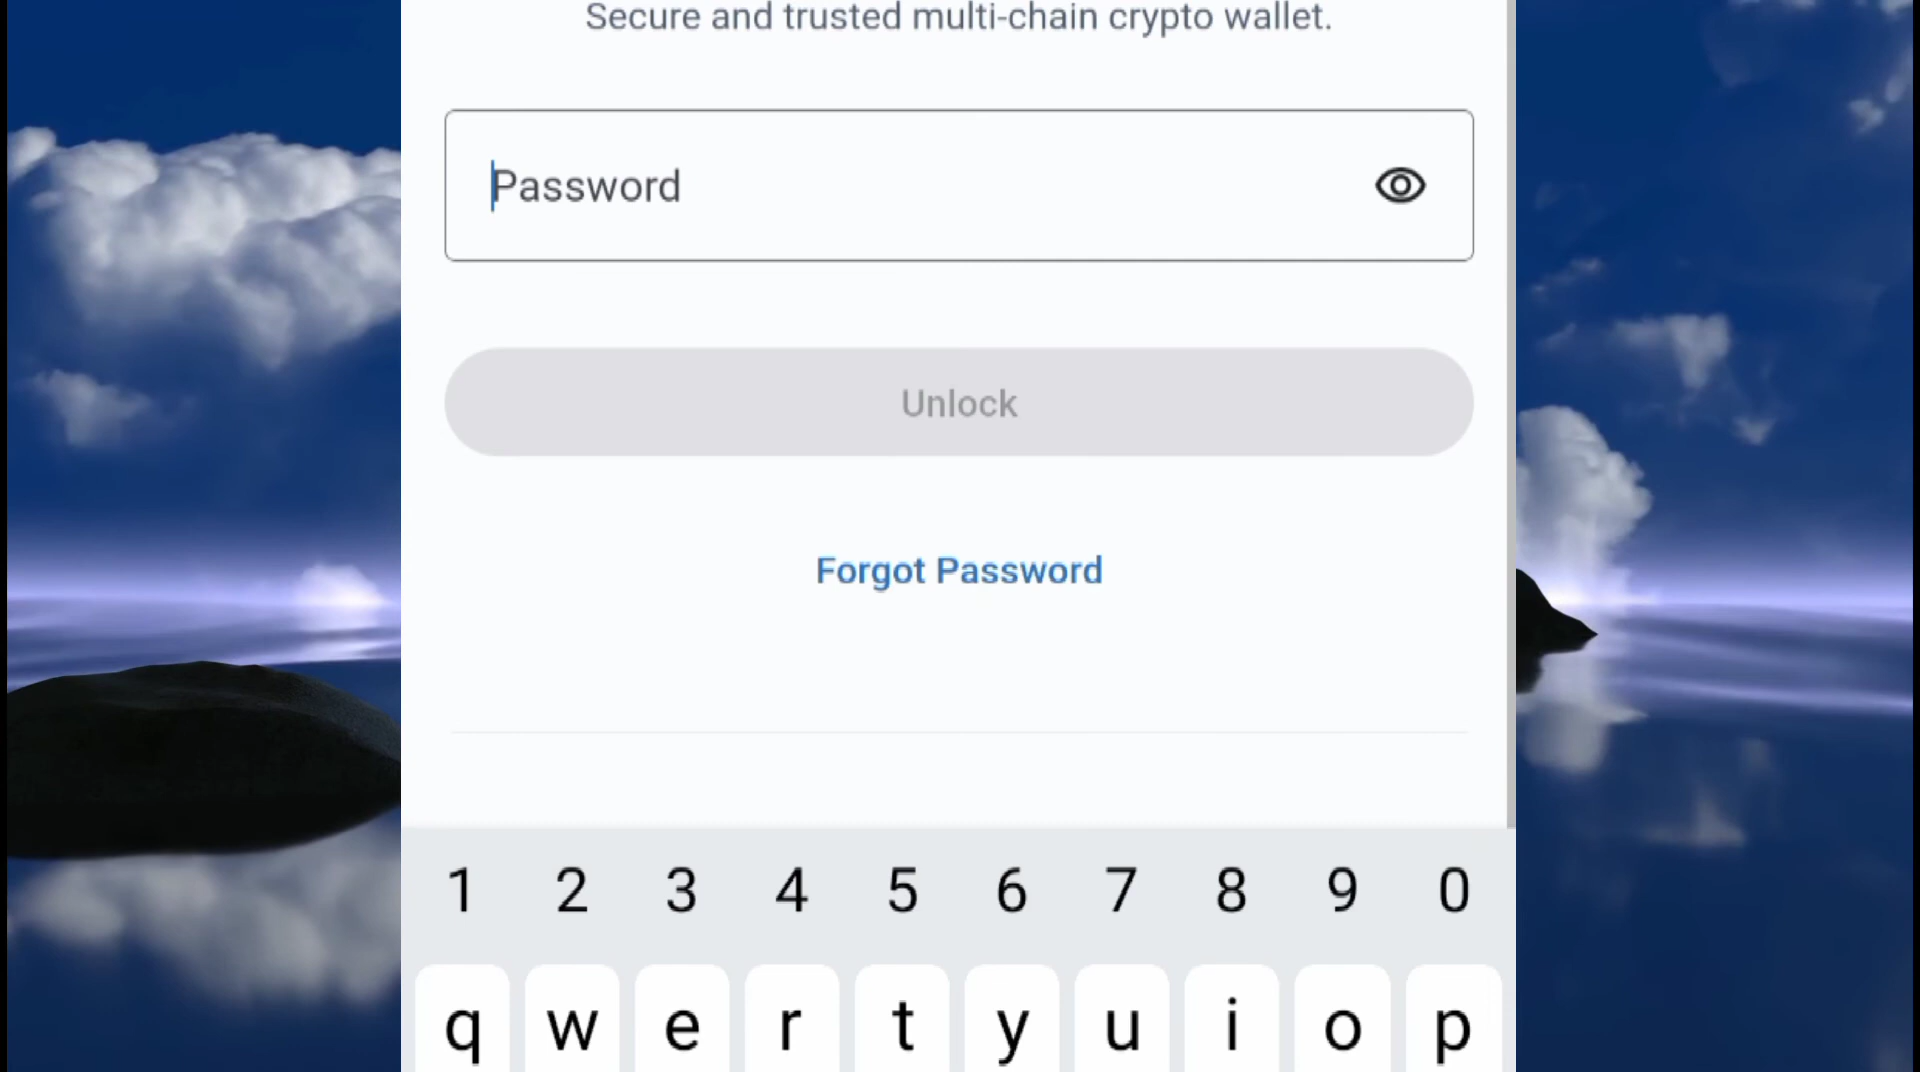 Secure and trusted multi-chain crypto wallet.
Password
Unlock
Forgot Password
1 2 3 4 5 6 7 8 9 0
q w e r t y u i o p